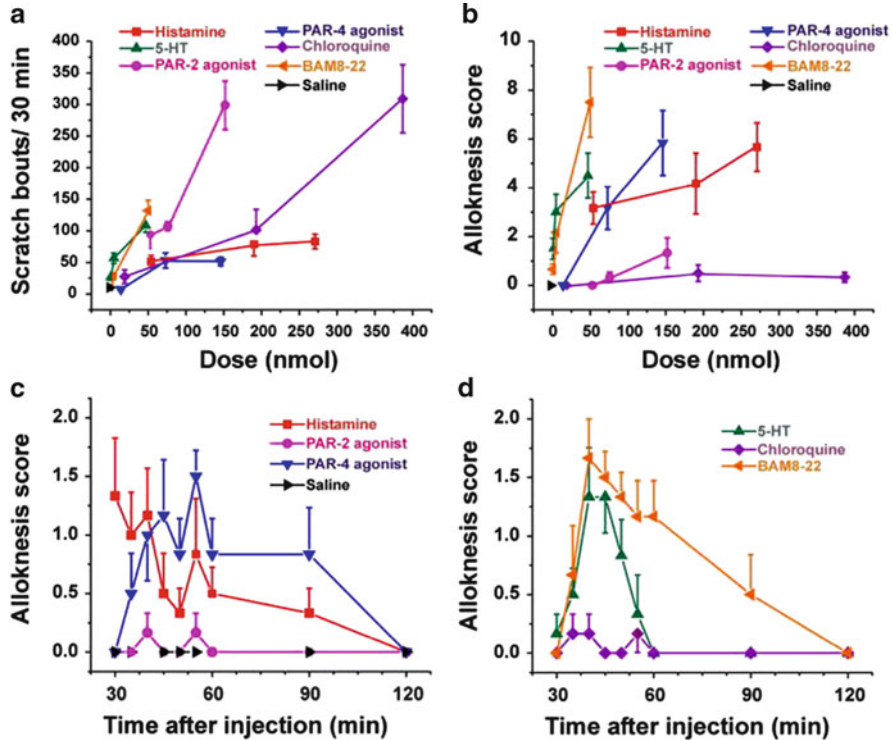 a
Scratch bouts/ 30 min
400
350
300
250
200
150
100
50
0
Histamine
5-HT
PAR-2 agonist
PAR-4 agonist
Chloroquine
BAM8-22
Saline
0 50 100 150 200 250 300 350 400
Dose (nmol)
b
Alloknesis score
10
8
6
4
2
0
Histamine
5-HT
PAR-2 agonist
PAR-4 agonist
Chloroquine
BAM8-22
Saline
0 50 100 150 200 250 300 350 400
Dose (nmol)
c
Alloknesis score
2.0
1.5
1.0
0.5
0.0
Histamine
PAR-2 agonist
PAR-4 agonist
Saline
30 60 90 120
Time after injection (min)
d
Alloknesis score
2.0
1.5
1.0
0.5
0.0
5-HT
Chloroquine
BAM8-22
30 60 90 120
Time after injection (min)